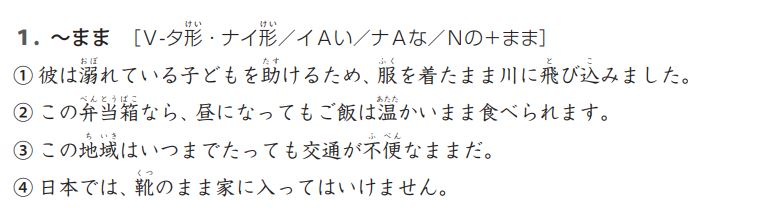 1. ～まま [V-タ形・ナイ形／イAい／ナAな／Nの＋まま]
① 彼は溺れている子どもを助けるため、服を着たまま川に飛び込みました。
② この弁当箱なら、昼になってもご飯は温かいまま食べられます。
③ この地域はいつまでたっても交通が不便なままだ。
④ 日本では、靴のまま家に入ってはいけません。